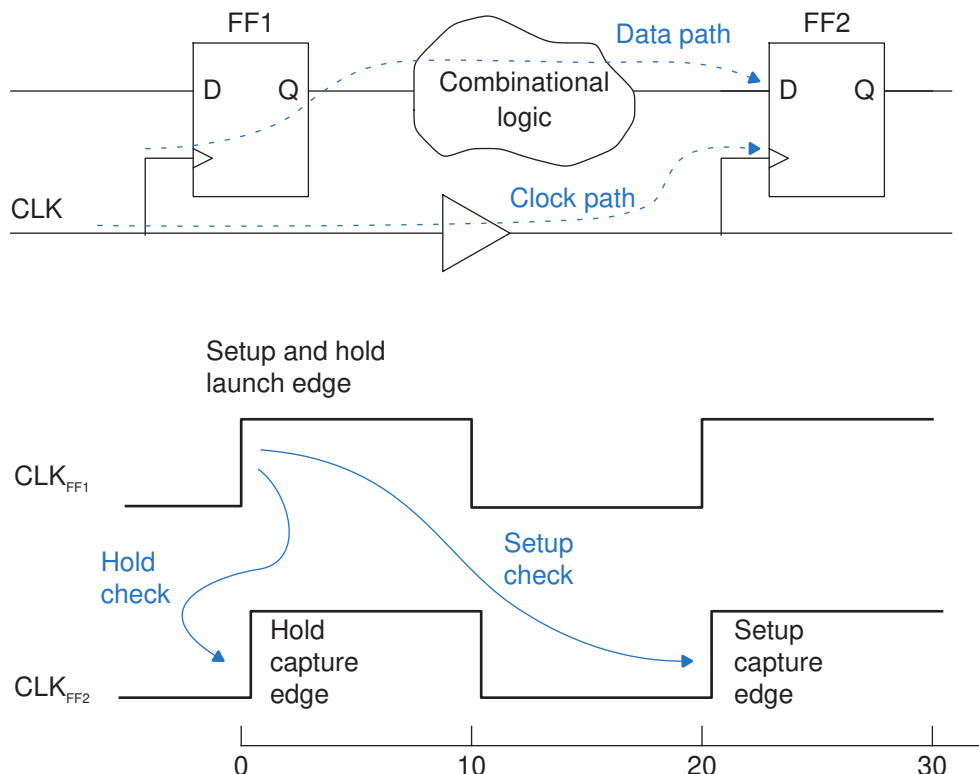 FF1
FF2
Data path
D
Q
Combinational
logic
D
Q
Clock path
CLK
Setup and hold
launch edge
CLKFF1
Hold
check
Setup
check
Hold
capture
edge
Setup
capture
edge
CLKFF2
0
10
20
30